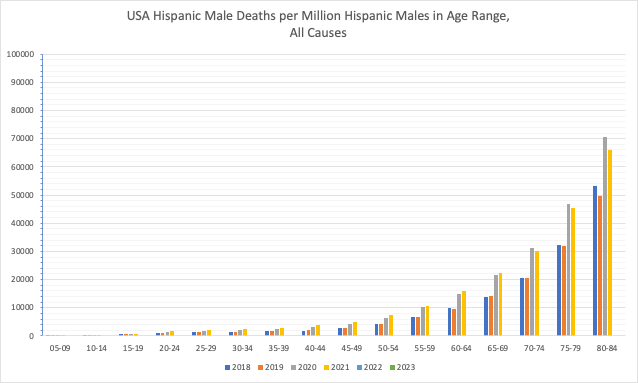 USA Hispanic Male Deaths per Million Hispanic Males in Age Range,
All Causes
100000
90000
80000
70000
60000
50000
40000
30000
20000
10000
0
05-09 10-14 15-19 20-24 25-29 30-34 35-39 40-44 45-49 50-54 55-59 60-64 65-69 70-74 75-79 80-84
2018 2019 2020 2021 2022 2023